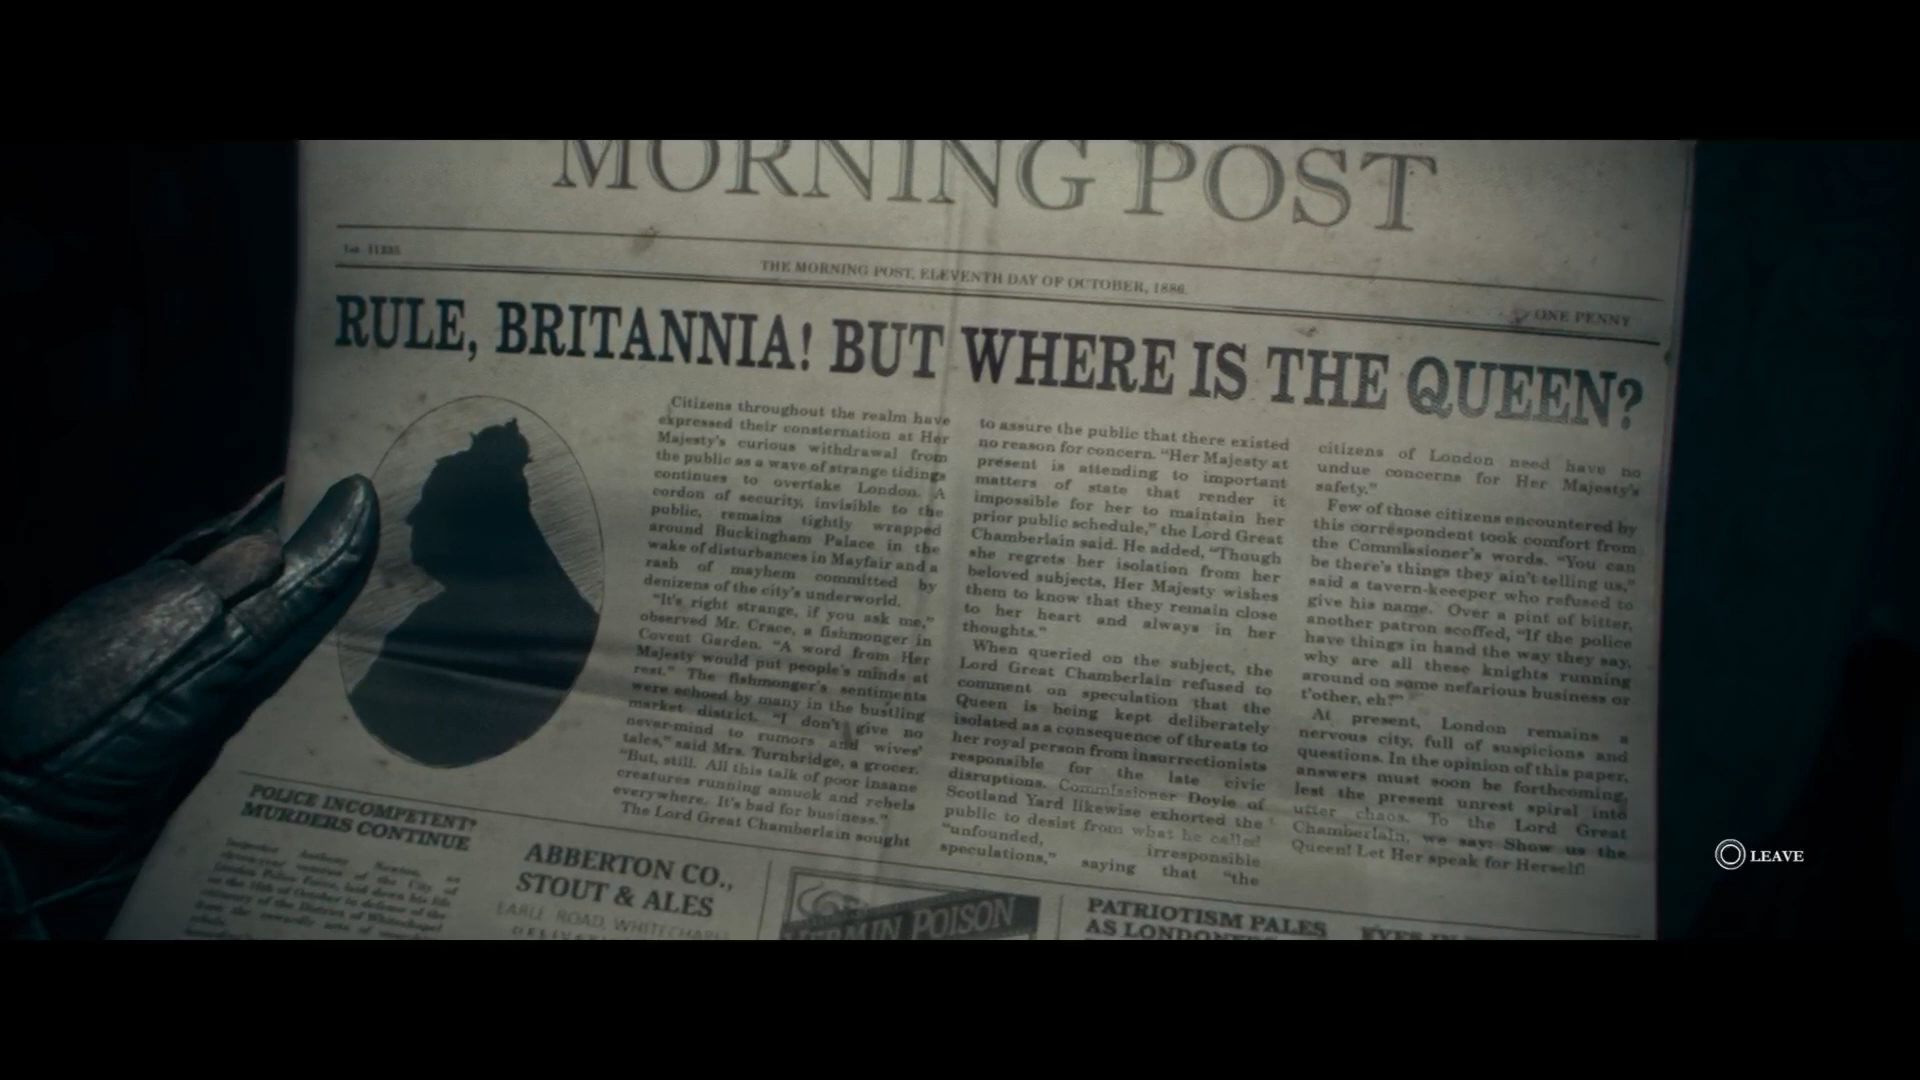 MORNING POST
THE MORNING POST, ELEVENTH DAY OF OCTOBER, 1886.
ONE PENNY
RULE, BRITANNIA! BUT WHERE IS THE QUEEN?
Citizens throughout the realm have
expressed their consternation at Her
Majesty's curious withdrawal from
the public as a wave of strange tidings
continues to overtake London. A
cordon of security, invisible to the
public, remains tightly wrapped
around Buckingham Palace in the
wake of disturbances in Mayfair and a
rash of mayhem committed by
denizens of the city's underworld.
"It's right strange, if you ask me,"
observed Mr. Crace, a fishmonger in
Covent Garden. "A word from Her
Majesty would put people's minds at
rest." The fishmonger's sentiments
were echoed by many in the bustling
market district. "I don't give no
never-mind to rumors and wives'
tales," said Mrs. Turnbridge, a grocer.
"But, still. All this talk of poor insane
creatures running amuck and rebels
everywhere. It's bad for business."
The Lord Great Chamberlain sought
to assure the public that there existed
no reason for concern. "Her Majesty at
present is attending to important
matters of state that render it
impossible for her to maintain her
prior public schedule," the Lord Great
Chamberlain said. He added, "Though
she regrets her isolation from her
beloved subjects, Her Majesty wishes
them to know that they remain close
to her heart and always in her
thoughts."
When queried on the subject, the
Lord Great Chamberlain refused to
comment on speculation that the
Queen is being kept deliberately
isolated as a consequence of threats to
her royal person from insurrectionists
responsible for the late civic
disruptions. Commissioner Doyle of
Scotland Yard likewise exhorted the
public to desist from what he called
"unfounded, irresponsible
speculations," saying that "the
citizens of London need have no
undue concerns for Her Majesty's
safety."
Few of those citizens encountered by
this correspondent took comfort from
the Commissioner's words. "You can
be there's things they ain't telling us,"
said a tavern-keeper who refused to
give his name. Over a pint of bitter,
another patron scoffed, "If the police
have things in hand the way they say,
why are all these knights running
around on some nefarious business or
t'other, eh?"
At present, London remains a
nervous city, full of suspicions and
questions. In the opinion of this paper,
answers must soon be forthcoming,
lest the present unrest spiral into
utter chaos. To the Lord Great
Chamberlain, we say: Show us the
Queen! Let Her speak for Herself!
POLICE INCOMPETENT?
MURDERS CONTINUE
ABBERTON CO.,
STOUT & ALES
EARLE ROAD, WHITECHAPEL
VERMIN POISON
PATRIOTISM PALES
AS LONDONERS
LEAVE